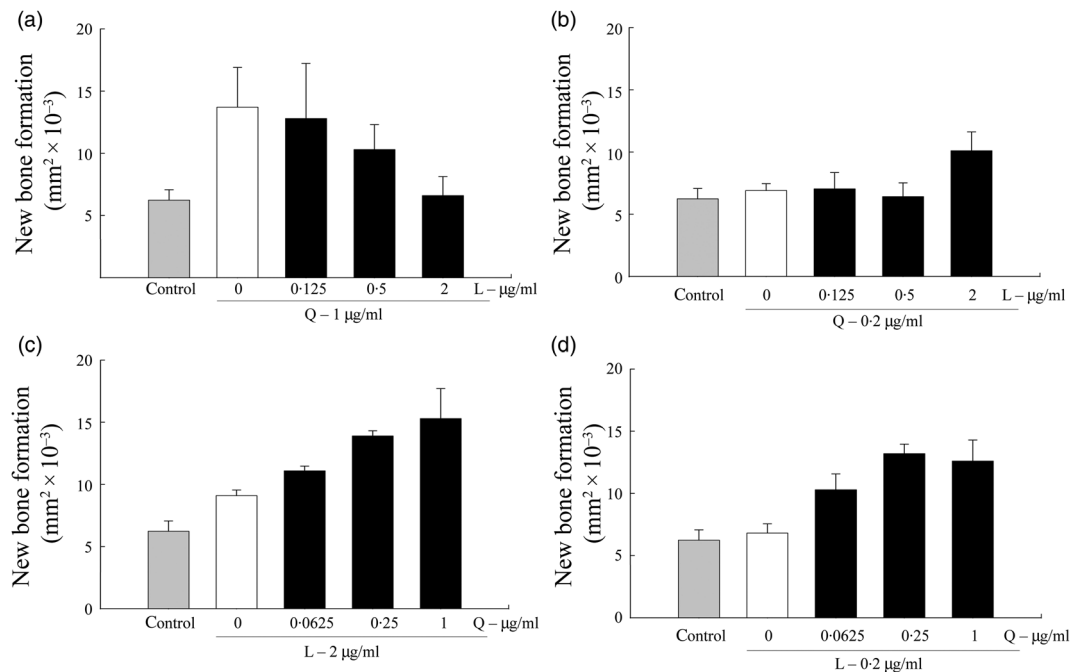 (a)
New bone formation
(mm² × 10⁻³)
20
15
10
5
Control 0 0·125 0·5 2 L – μg/ml
Q – 1 μg/ml
(b)
New bone formation
(mm² × 10⁻³)
20
15
10
5
0
Control 0 0·125 0·5 2 L – μg/ml
Q – 0·2 μg/ml
(c)
New bone formation
(mm² × 10⁻³)
20
15
10
5
0
Control 0 0·0625 0·25 1 Q – μg/ml
L – 2 μg/ml
(d)
New bone formation
(mm² × 10⁻³)
20
15
10
5
0
Control 0 0·0625 0·25 1 Q – μg/ml
L – 0·2 μg/ml